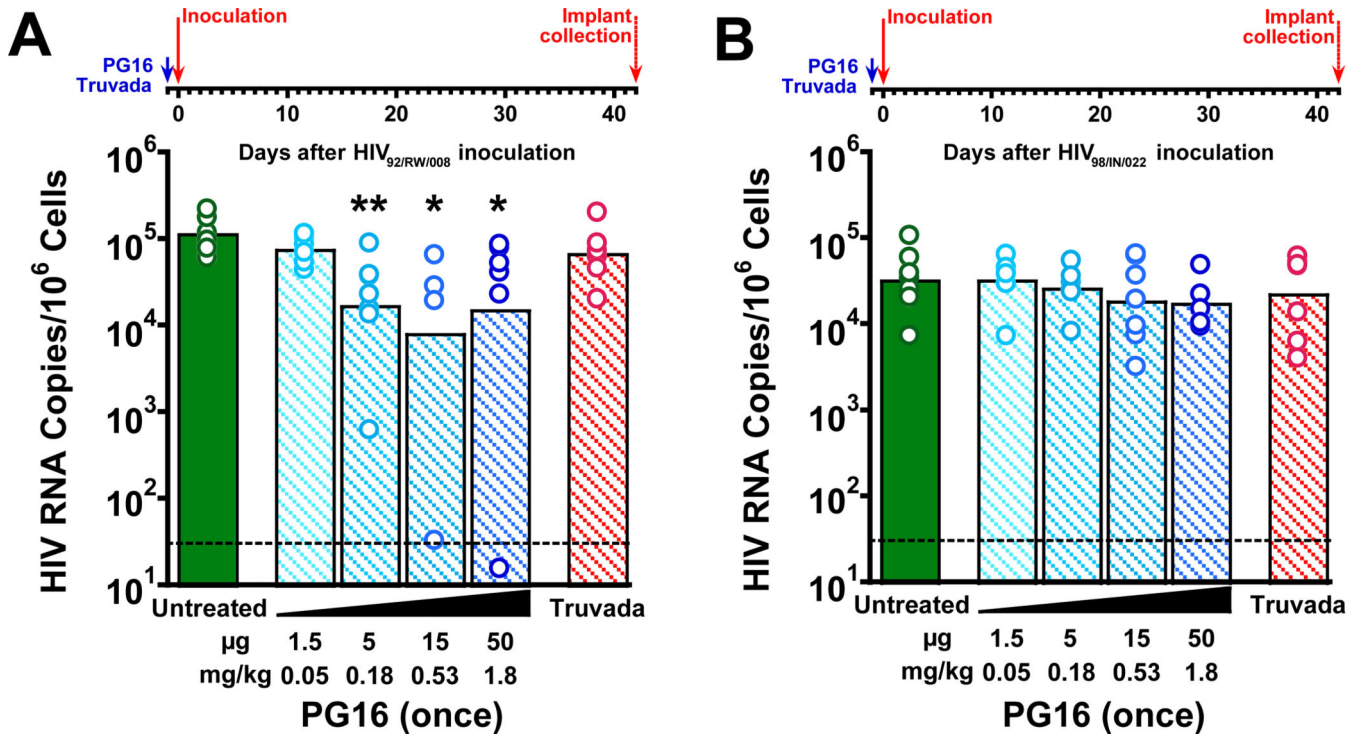 A
Inoculation
Implant
collection
PG16
Truvada
0 10 20 30 40
Days after HIV92/RW/008 inoculation
HIV RNA Copies/10^6 Cells
10^6
10^5
10^4
10^3
10^2
10^1
** * *
Untreated
Truvada
µg 1.5 5 15 50
mg/kg 0.05 0.18 0.53 1.8
PG16 (once)
B
Inoculation
Implant
collection
PG16
Truvada
0 10 20 30 40
Days after HIV98/IN/022 inoculation
HIV RNA Copies/10^6 Cells
10^6
10^5
10^4
10^3
10^2
10^1
Untreated
Truvada
µg 1.5 5 15 50
mg/kg 0.05 0.18 0.53 1.8
PG16 (once)